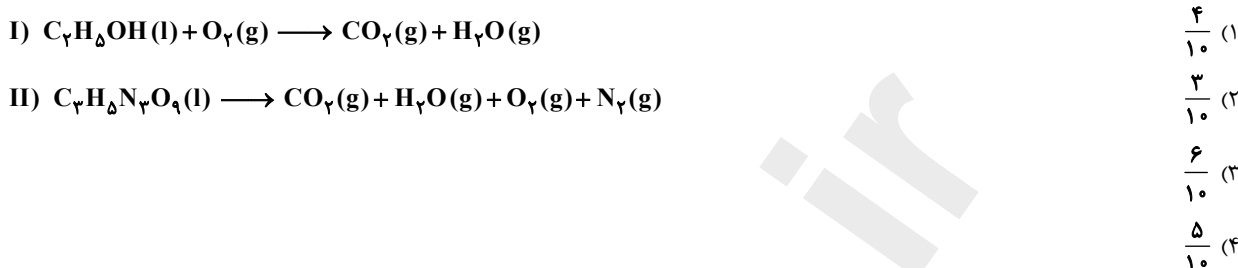 I) C۲H۵OH(l) + O۲(g) ⟶ CO۲(g) + H۲O(g)
II) C۳H۵N۳O۹(l) ⟶ CO۲(g) + H۲O(g) + O۲(g) + N۲(g)
۱) ۴/۱۰
۲) ۳/۱۰
۳) ۶/۱۰
۴) ۵/۱۰
ir